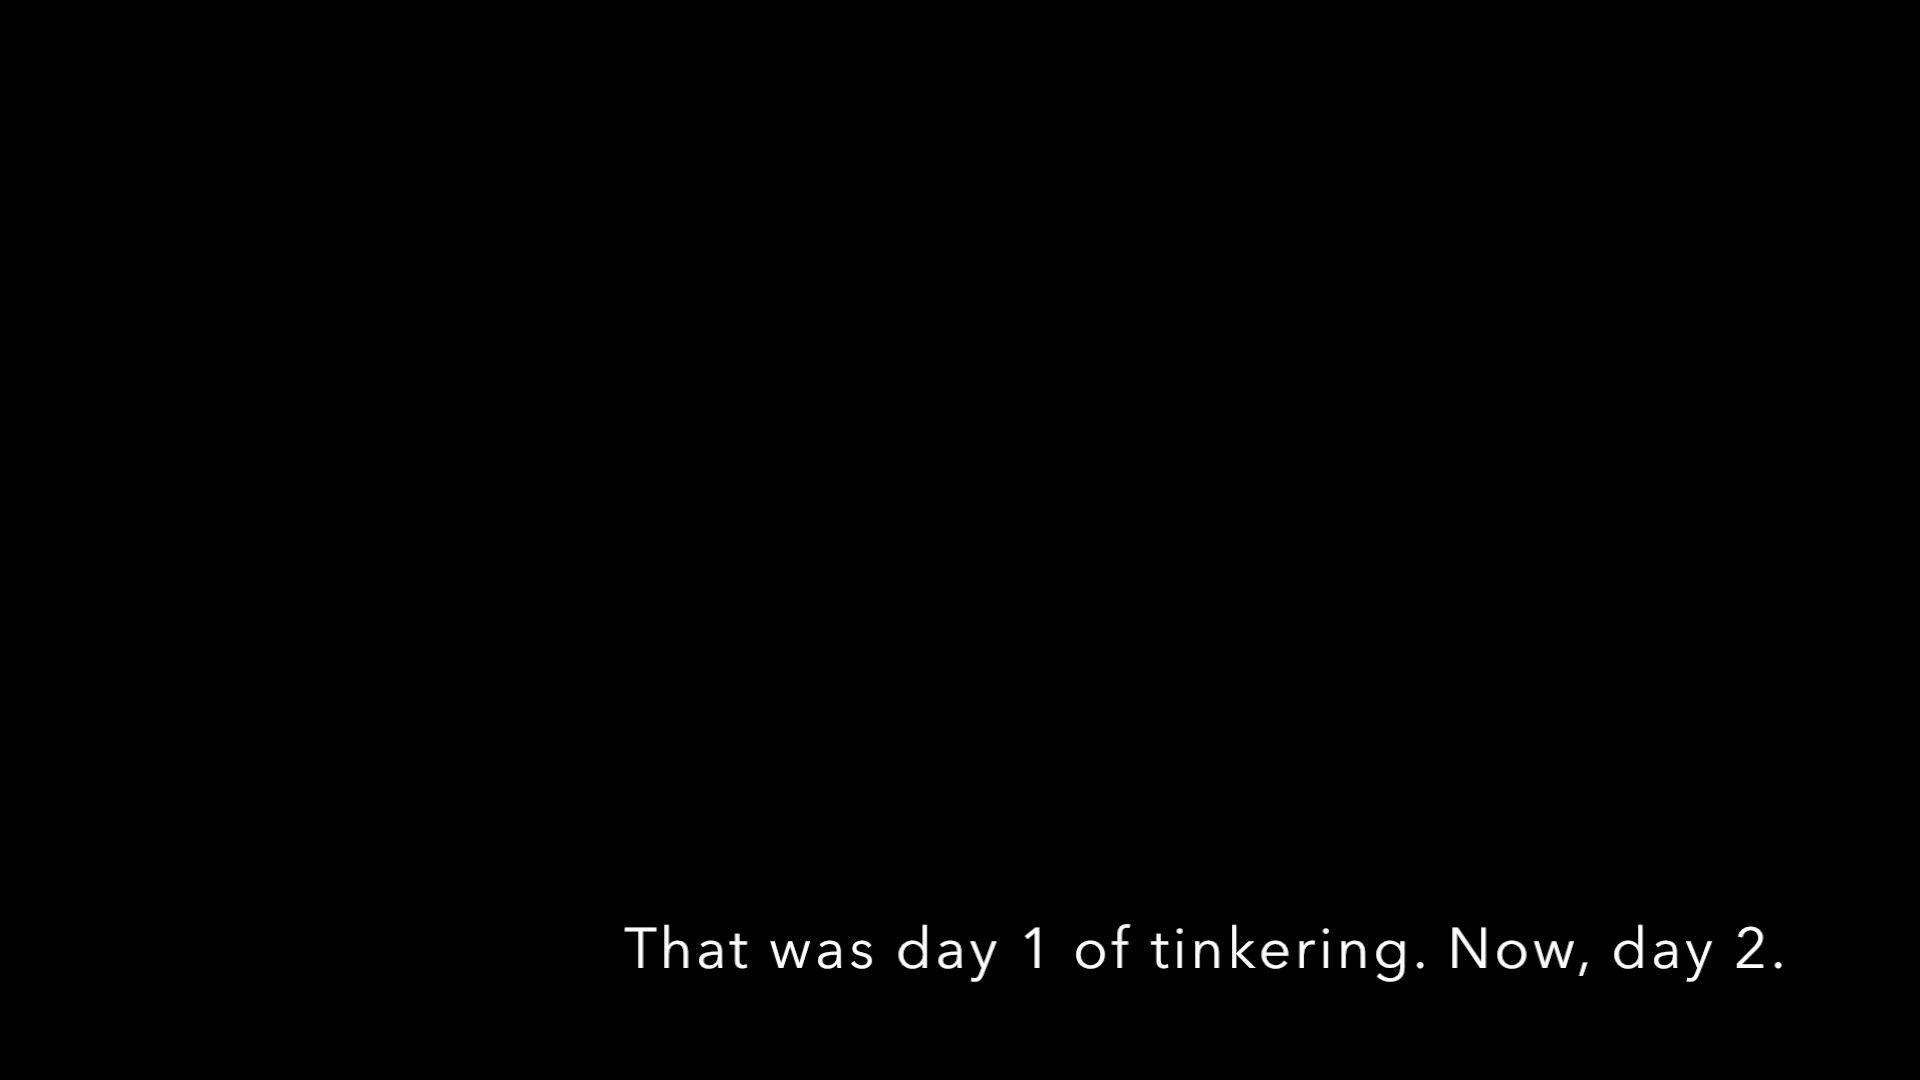 That was day 1 of tinkering. Now, day 2.